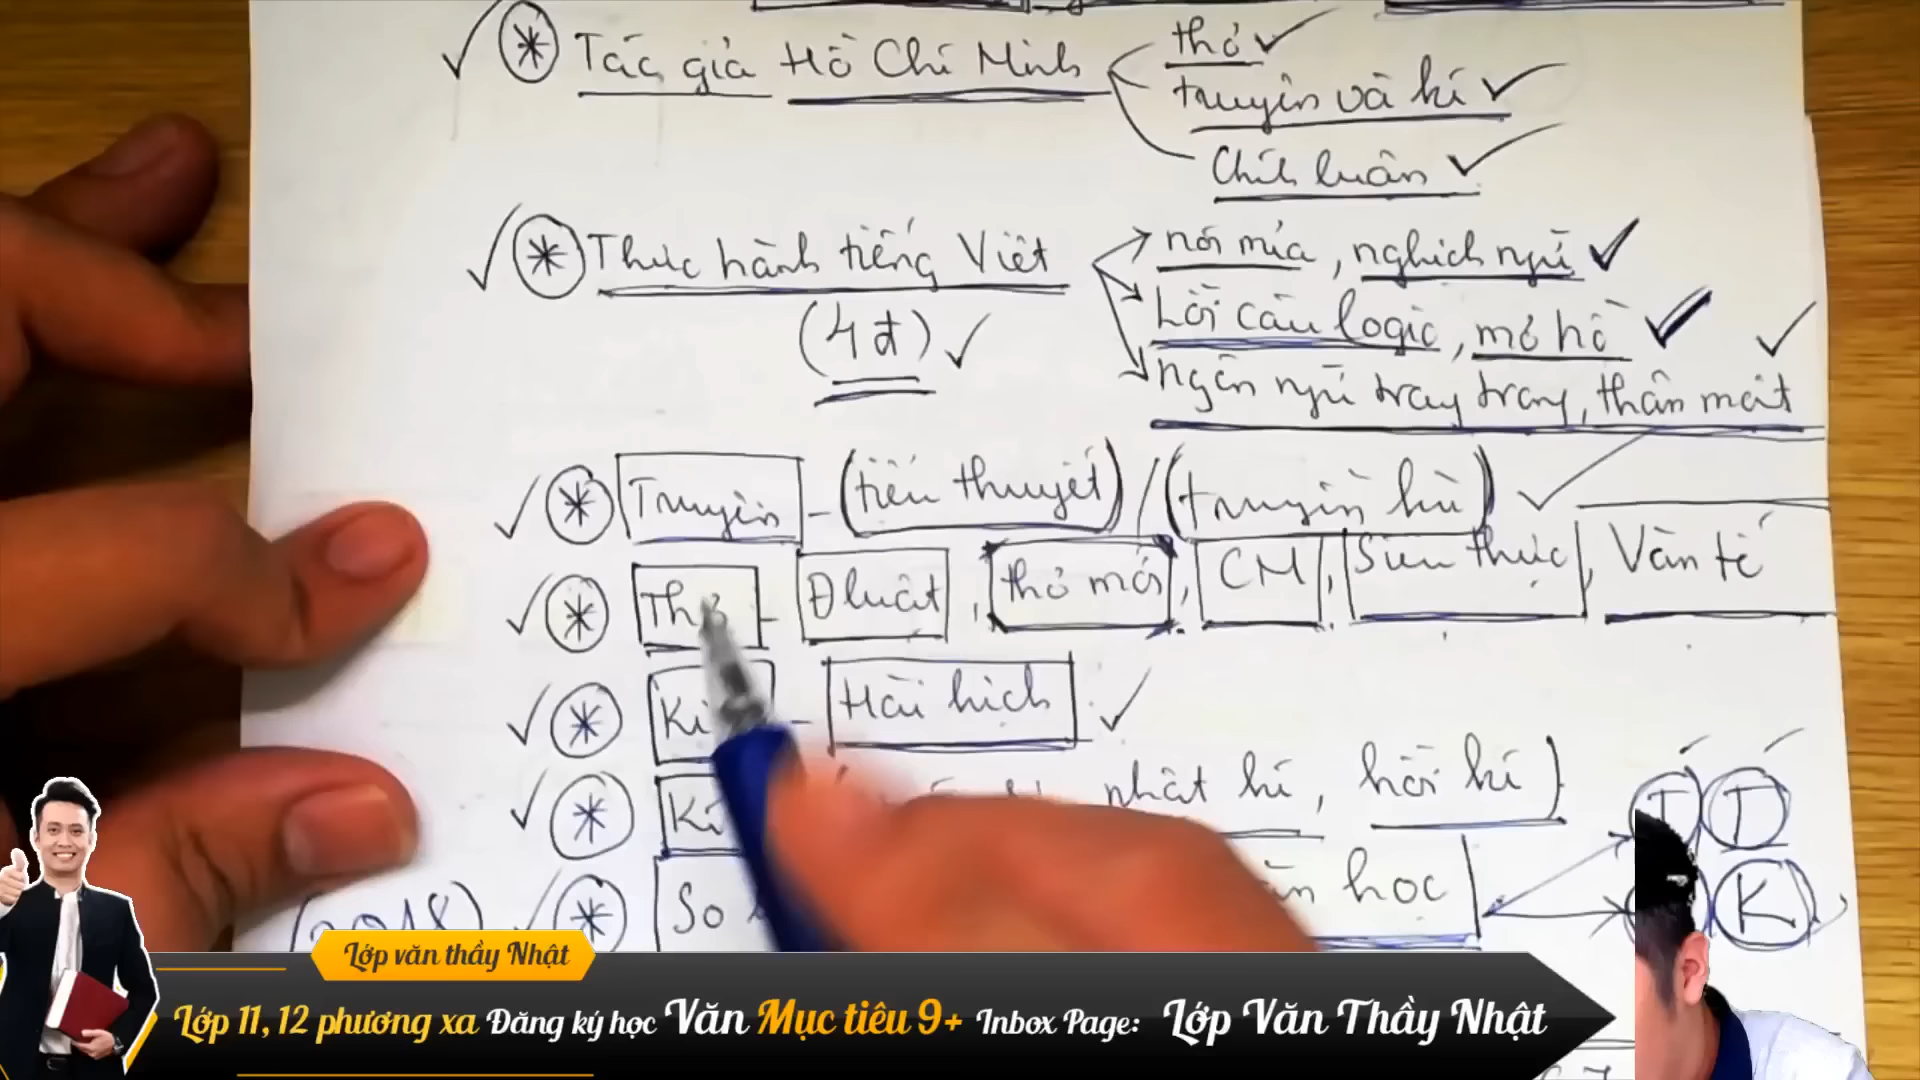 Tác giả Hồ Chí Minh
thơ
truyện và kí
Chính luận
Thực hành tiếng Việt
(4đ)
nói mỉa, nghịch ngữ
Lỗi câu logic, mơ hồ
ngôn ngữ trang trọng, thân mật
Truyện - (tiểu thuyết) / (truyện kí)
Thơ - Đ luật, thơ mới, CM, Siêu thực, Văn tế
Kị - Hài kịch
Kí nhật kí, hồi kí)
So học
T T
K
(2018)
Lớp văn thầy Nhật
Lớp 11, 12 phương xa Đăng ký học Văn Mục tiêu 9+ Inbox Page: Lớp Văn Thầy Nhật